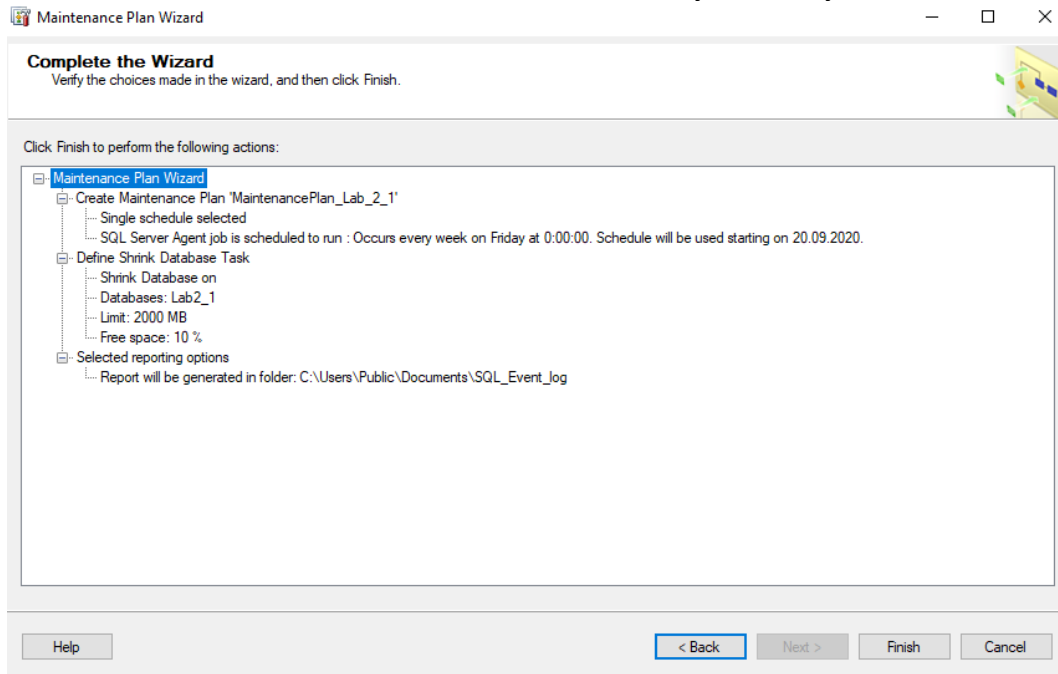 Maintenance Plan Wizard
Complete the Wizard
Verify the choices made in the wizard, and then click Finish.
Click Finish to perform the following actions:
Maintenance Plan Wizard
Create Maintenance Plan 'MaintenancePlan_Lab_2_1'
Single schedule selected
SQL Server Agent job is scheduled to run : Occurs every week on Friday at 0:00:00. Schedule will be used starting on 20.09.2020.
Define Shrink Database Task
Shrink Database on
Databases: Lab2_1
Limit: 2000 MB
Free space: 10 %
Selected reporting options
Report will be generated in folder: C:\Users\Public\Documents\SQL_Event_log
Help < Back Next > Finish Cancel